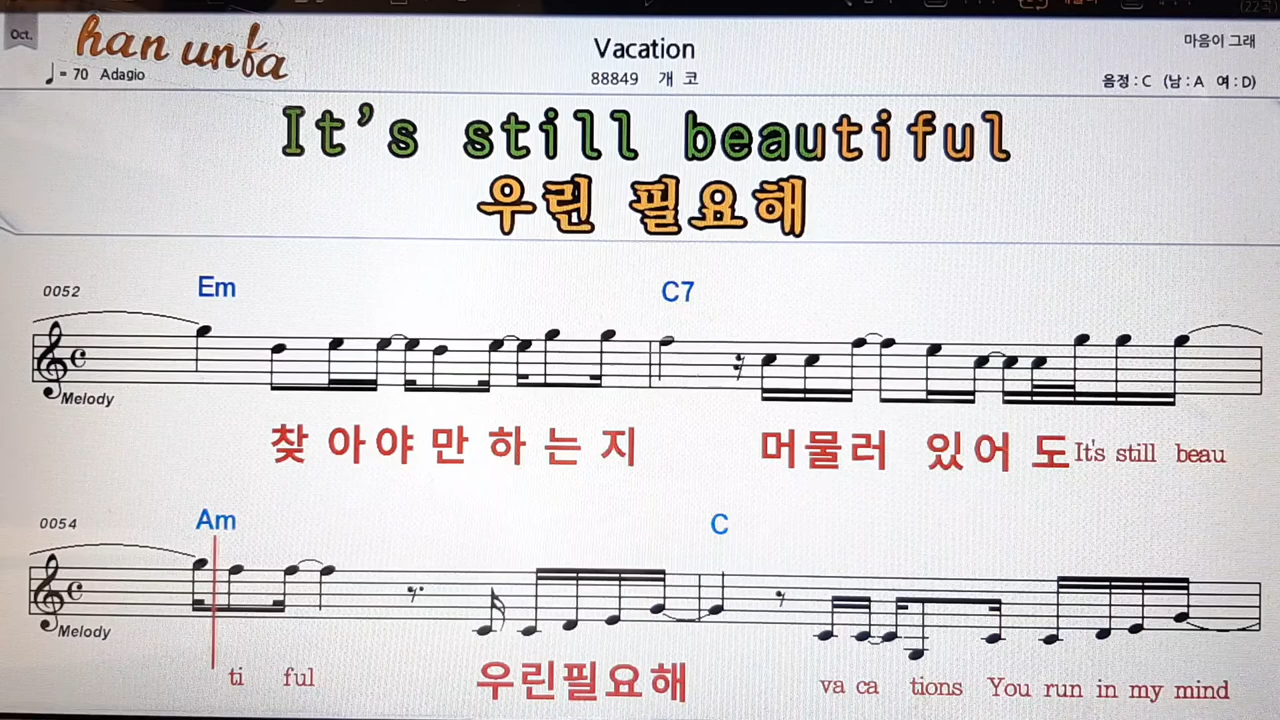 Oct.
han unfa
♩= 70 Adagio
Vacation
88849 개 코
마음이 그래
음정 : C (남 : A 여 : D)
It's still beautiful
우린 필요해
0052 Em C7
Melody
찾 아야 만 하 는 지 머물러 있어 도 It's still beau
0054 Am C
Melody
ti ful 우린필요해 va ca tions You run in my mind